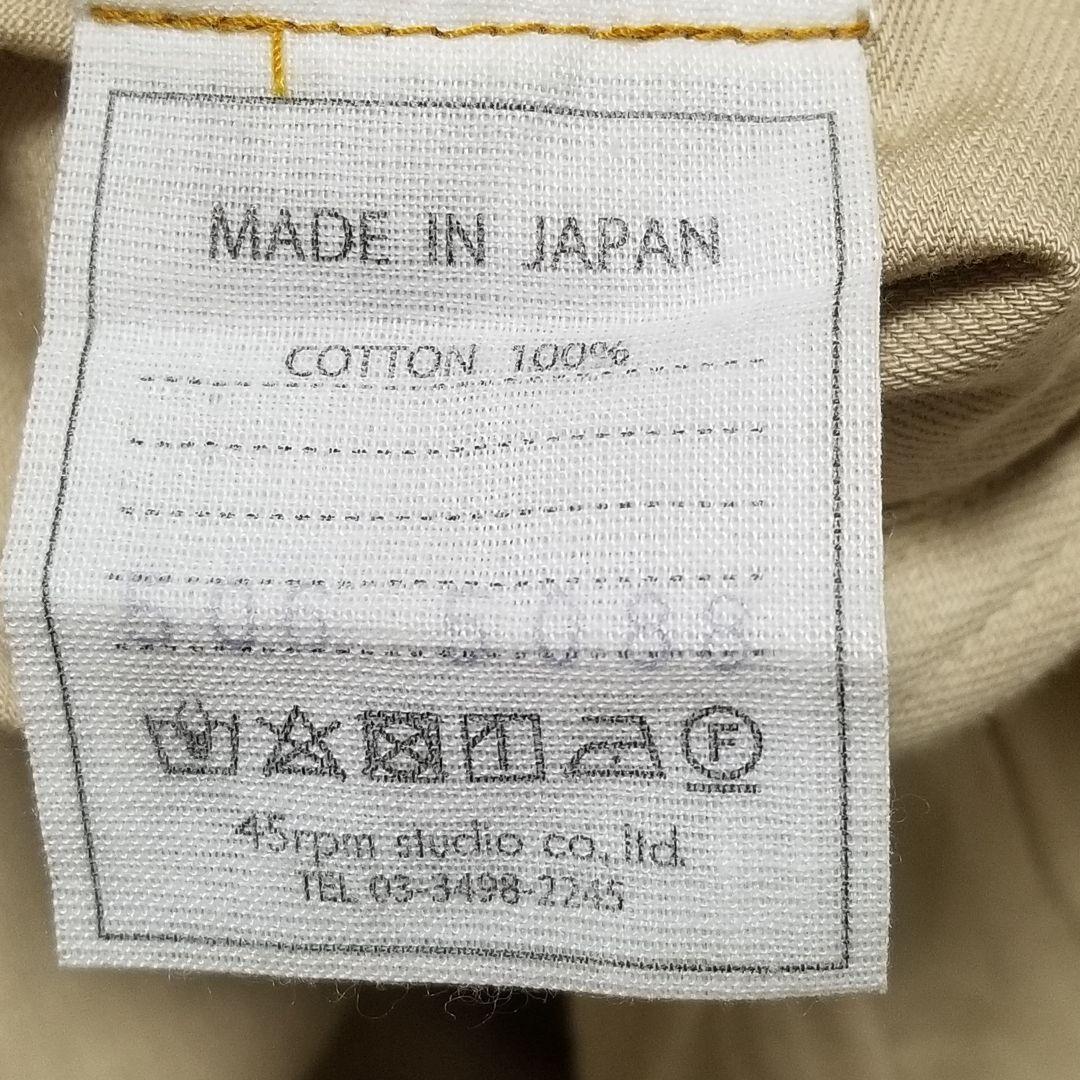 MADE IN JAPAN
COTTON 100%
F
45rpm studio co., ltd.
TEL 03-3498-2245